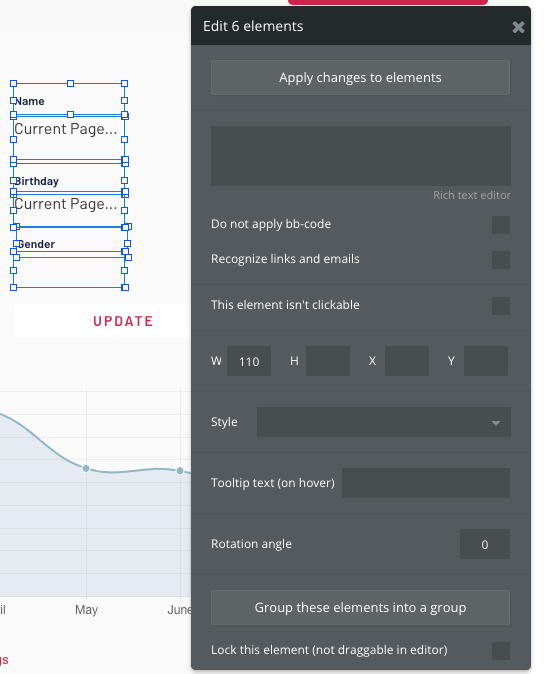 Edit 6 elements
Apply changes to elements
Rich text editor
Do not apply bb-code
Recognize links and emails
This element isn't clickable
W 110 H X Y
Style
Tooltip text (on hover)
Rotation angle 0
Group these elements into a group
Lock this element (not draggable in editor)
Name
Current Page...
Birthday
Current Page...
Gender
UPDATE
il May June
gs